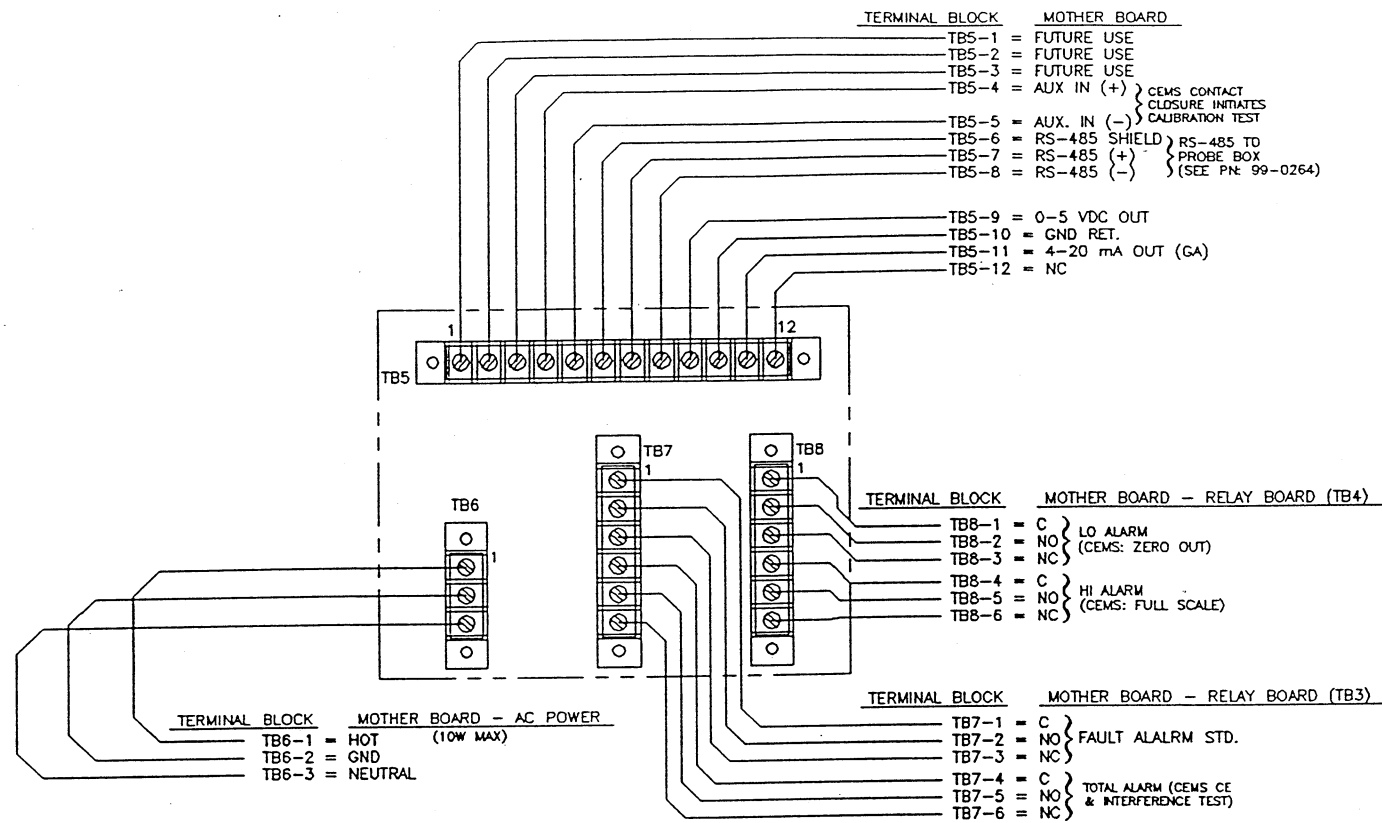 TERMINAL BLOCK MOTHER BOARD
TB5-1 = FUTURE USE
TB5-2 = FUTURE USE
TB5-3 = FUTURE USE
TB5-4 = AUX IN (+)
TB5-5 = AUX. IN (-)
CEMS CONTACT
CLOSURE INITIATES
CALIBRATION TEST
TB5-6 = RS-485 SHIELD
TB5-7 = RS-485 (+)
TB5-8 = RS-485 (-)
RS-485 TO
PROBE BOX
(SEE PN: 99-0264)
TB5-9 = 0-5 VDC OUT
TB5-10 = GND RET.
TB5-11 = 4-20 mA OUT (GA)
TB5-12 = NC
1 12
TB5
TB7
1
TB8
1
TB6
1
TERMINAL BLOCK MOTHER BOARD - RELAY BOARD (TB4)
TB8-1 = C
TB8-2 = NO
TB8-3 = NC
LO ALARM
(CEMS: ZERO OUT)
TB8-4 = C
TB8-5 = NO
TB8-6 = NC
HI ALARM
(CEMS: FULL SCALE)
TERMINAL BLOCK MOTHER BOARD - AC POWER
(10W MAX)
TB6-1 = HOT
TB6-2 = GND
TB6-3 = NEUTRAL
TERMINAL BLOCK MOTHER BOARD - RELAY BOARD (TB3)
TB7-1 = C
TB7-2 = NO
TB7-3 = NC
FAULT ALALRM STD.
TB7-4 = C
TB7-5 = NO
TB7-6 = NC
TOTAL ALARM (CEMS CE
& INTERFERENCE TEST)